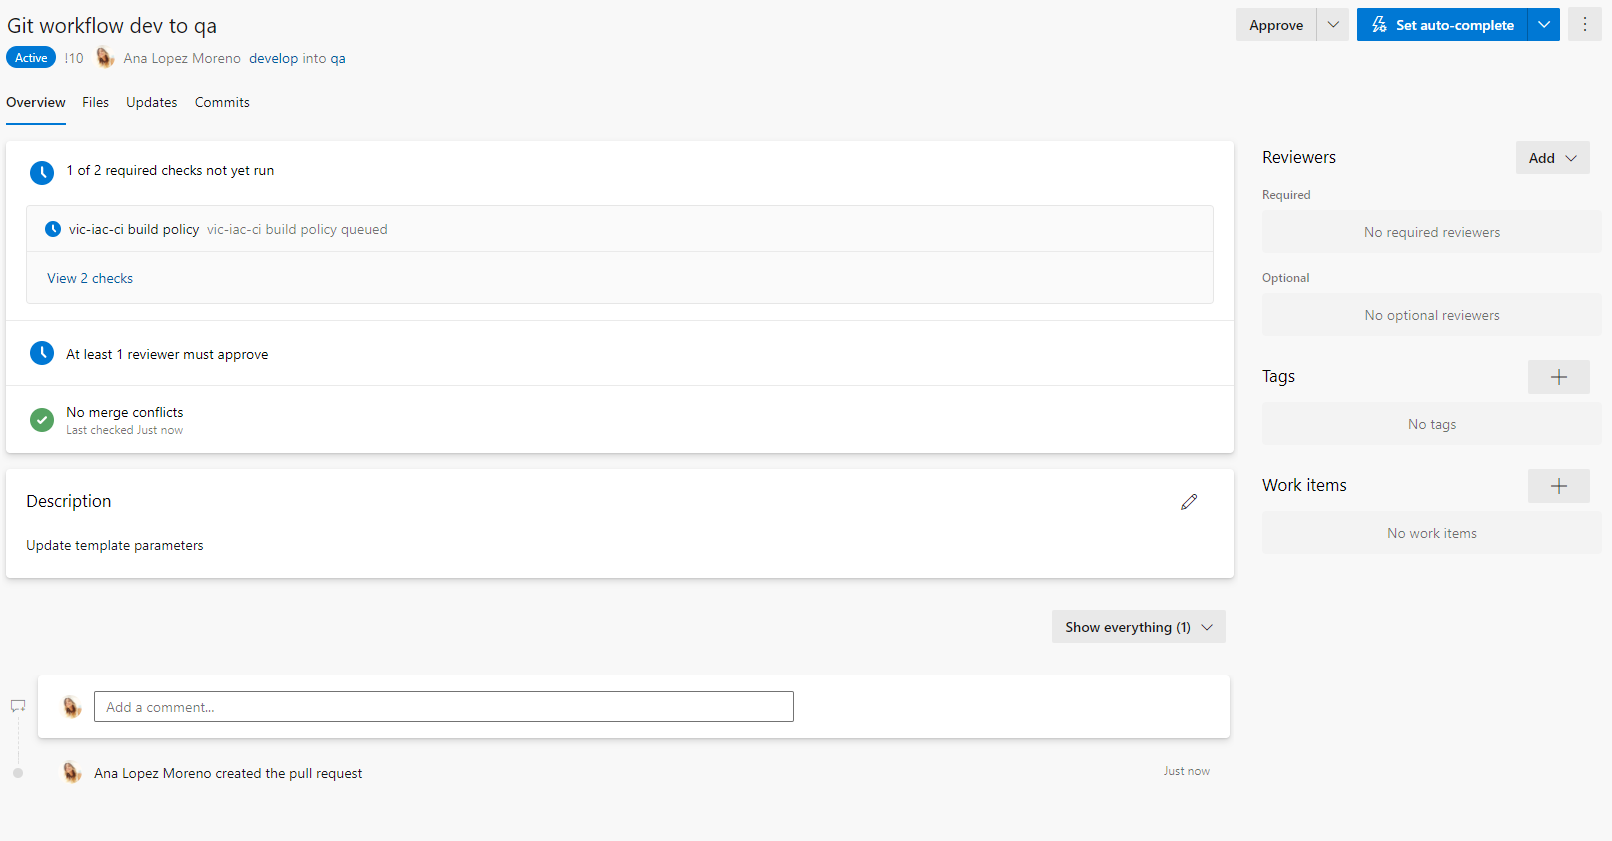 Git workflow dev to qa
Approve
Set auto-complete
Active !10 Ana Lopez Moreno develop into qa
Overview Files Updates Commits
1 of 2 required checks not yet run
vic-iac-ci build policy vic-iac-ci build policy queued
View 2 checks
At least 1 reviewer must approve
No merge conflicts
Last checked Just now
Description
Update template parameters
Show everything (1)
Add a comment...
Ana Lopez Moreno created the pull request
Just now
Reviewers
Add
Required
No required reviewers
Optional
No optional reviewers
Tags
No tags
Work items
No work items